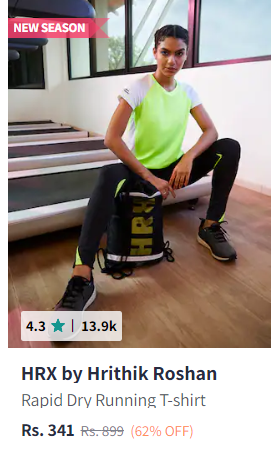 NEW SEASON
HRX
4.3 ★ | 13.9k
HRX by Hrithik Roshan
Rapid Dry Running T-shirt
Rs. 341 Rs. 899 (62% OFF)